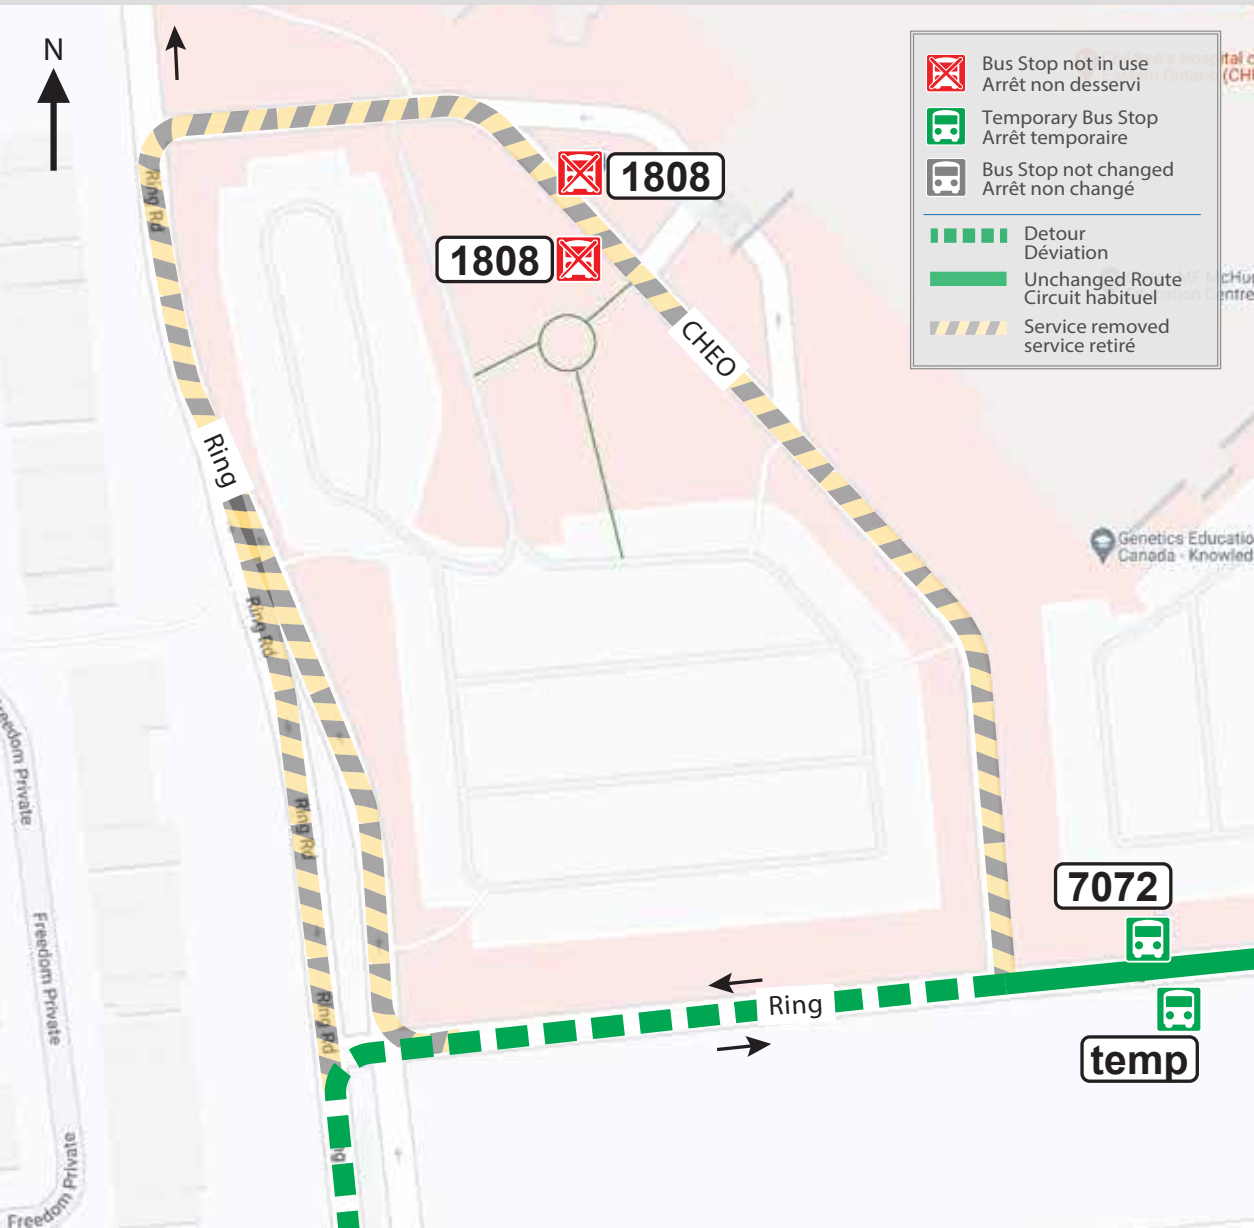 N
Bus Stop not in use
Arrêt non desservi
Temporary Bus Stop
Arrêt temporaire
Bus Stop not changed
Arrêt non changé
Detour
Déviation
Unchanged Route
Circuit habituel
Service removed
service retiré
1808
1808
Ring Rd
CHEO
Ring
Genetics Educatio
Canada - Knowled
Ring Rd
Freedom Private
Ring Rd
7072
Freedom Private
Ring Rd
Ring
temp
Freedom Private